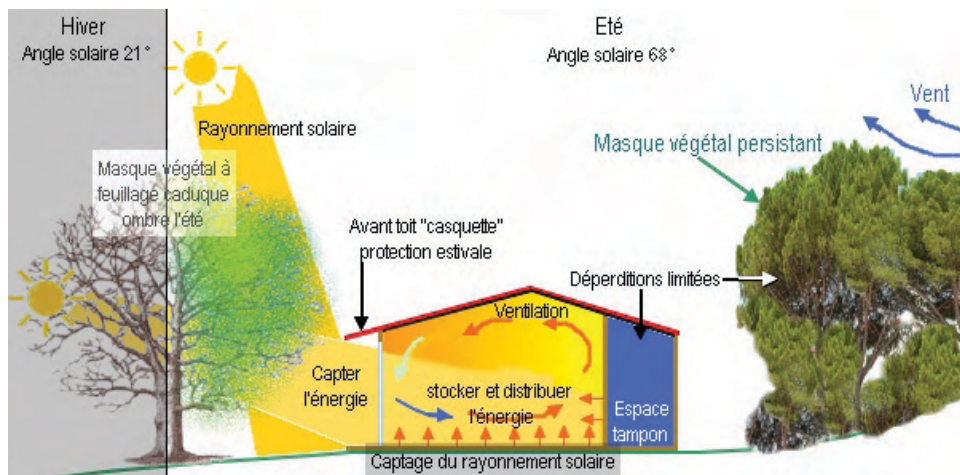 Hiver
Angle solaire 21°
Eté
Angle solaire 68°
Rayonnement solaire
Vent
Masque végétal persistant
Masque végétal à
feuillage caduque
ombre l'été
Avant toit "casquette"
protection estivale
Déperditions limitées
Ventilation
Capter
l'énergie
stocker et distribuer
l'énergie
Espace
tampon
Captage du rayonnement solaire